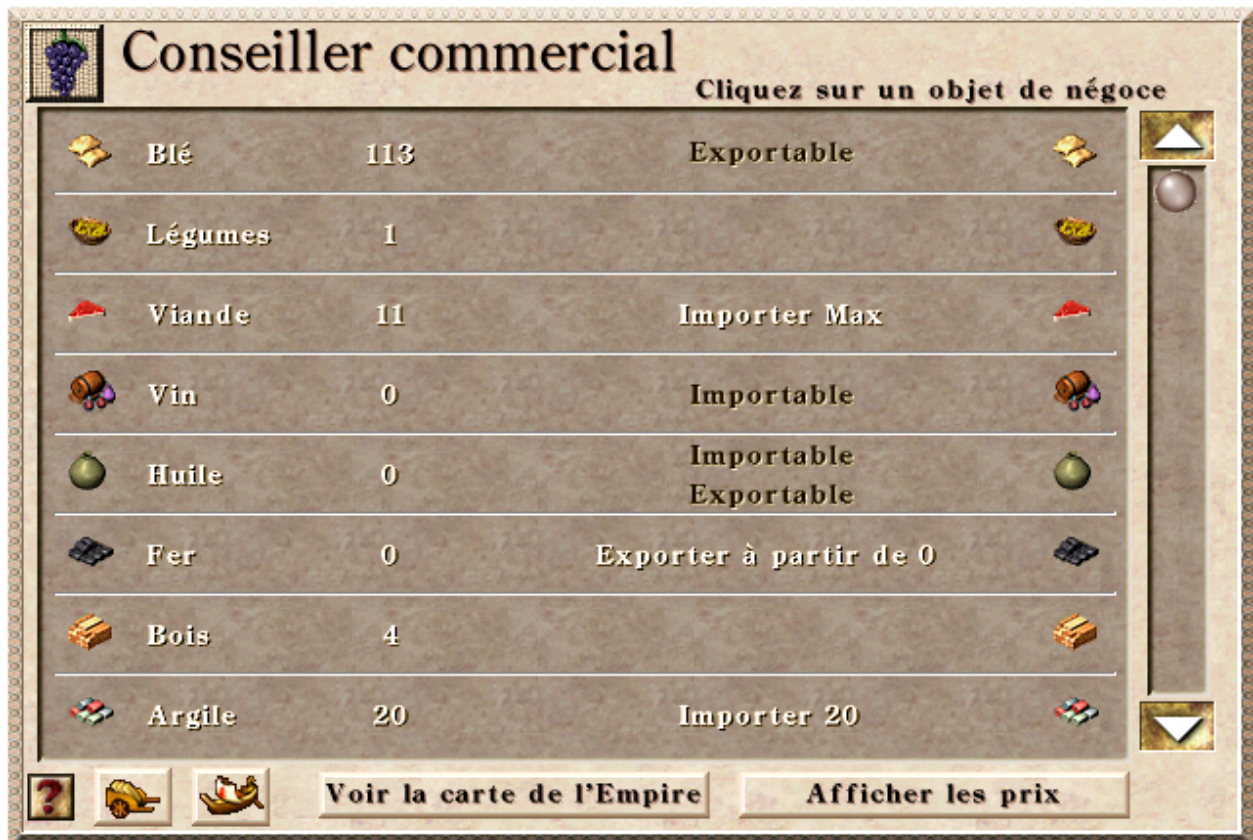 Conseiller commercial
Cliquez sur un objet de négoce
Blé 113 Exportable
Légumes 1
Viande 11 Importer Max
Vin 0 Importable
Huile 0 Importable
Exportable
Fer 0 Exporter à partir de 0
Bois 4
Argile 20 Importer 20
? Voir la carte de l'Empire Afficher les prix